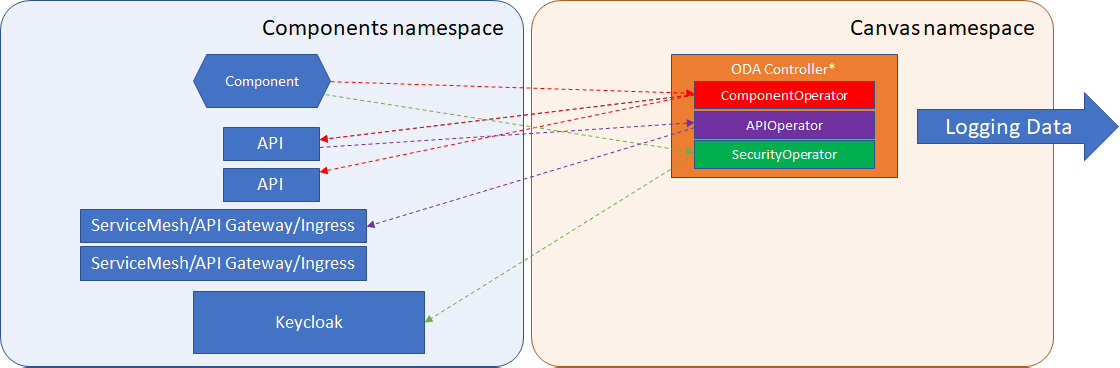 Components namespace
Component
API
API
ServiceMesh/API Gateway/Ingress
ServiceMesh/API Gateway/Ingress
Keycloak
Canvas namespace
ODA Controller*
ComponentOperator
APIOperator
SecurityOperator
Logging Data